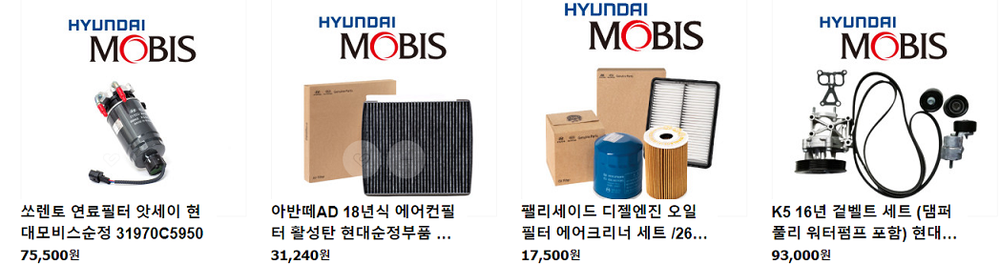 HYUNDAI
MOBIS
쏘렌토 연료필터 앗세이 현
대모비스순정 31970C5950
75,500원
HYUNDAI
MOBIS
아반떼AD 18년식 에어컨필
터 활성탄 현대순정부품 ...
31,240원
HYUNDAI
MOBIS
팰리세이드 디젤엔진 오일
필터 에어크리너 세트 /26...
17,500원
HYUNDAI
MOBIS
K5 16년 겉벨트 세트 (댐퍼
풀리 워터펌프 포함) 현대...
93,000원